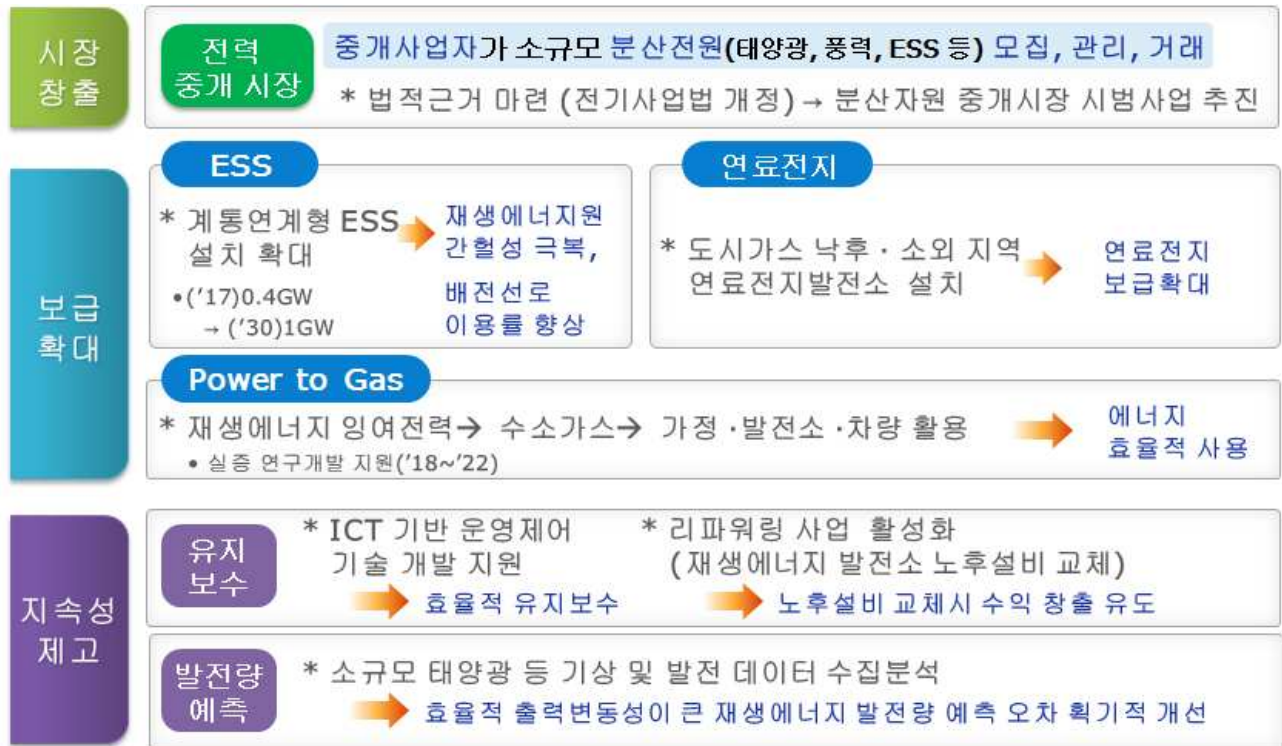 시장
창출
전력
중개 시장
중개사업자가 소규모 분산전원(태양광, 풍력, ESS 등) 모집, 관리, 거래
* 법적근거 마련 (전기사업법 개정) → 분산자원 중개시장 시범사업 추진
보급
확대
ESS
* 계통연계형 ESS
설치 확대
•('17)0.4GW
→ ('30)1GW
재생에너지원
간헐성 극복,
배전선로
이용률 향상
연료전지
* 도시가스 낙후 · 소외 지역
연료전지발전소 설치
연료전지
보급확대
Power to Gas
* 재생에너지 잉여전력→ 수소가스→ 가정 ·발전소 ·차량 활용
• 실증 연구개발 지원('18~'22)
에너지
효율적 사용
지속성
제고
유지
보수
* ICT 기반 운영제어
기술 개발 지원
효율적 유지보수
* 리파워링 사업 활성화
(재생에너지 발전소 노후설비 교체)
노후설비 교체시 수익 창출 유도
발전량
예측
* 소규모 태양광 등 기상 및 발전 데이터 수집분석
효율적 출력변동성이 큰 재생에너지 발전량 예측 오차 획기적 개선